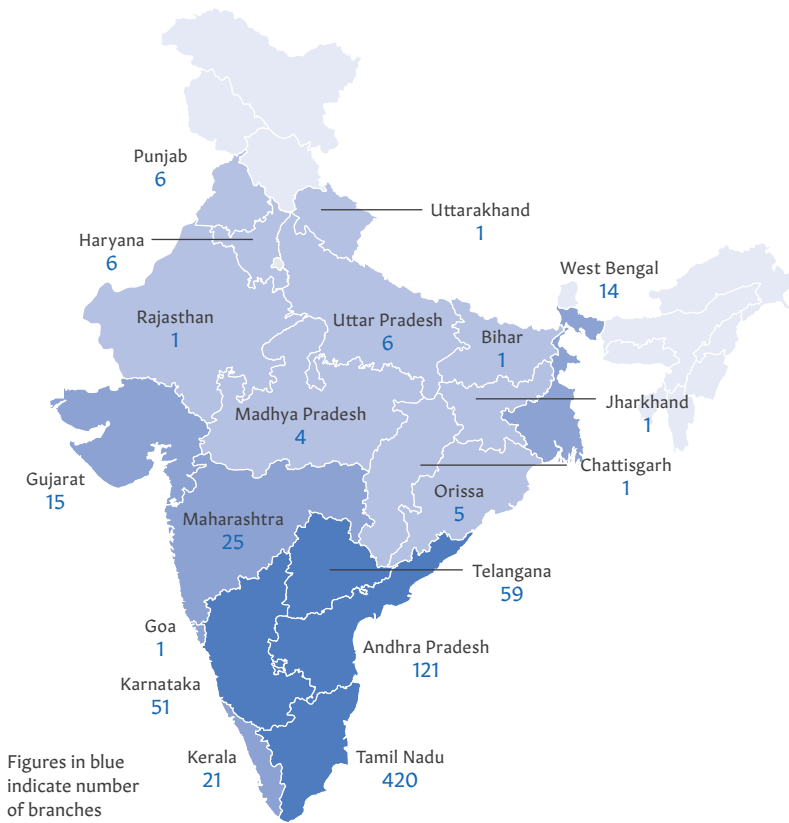 Punjab
6
Uttarakhand
1
Haryana
6
West Bengal
14
Rajasthan
1
Uttar Pradesh
6
Bihar
1
Jharkhand
1
Madhya Pradesh
4
Chattisgarh
1
Gujarat
15
Orissa
5
Maharashtra
25
Telangana
59
Goa
1
Andhra Pradesh
121
Karnataka
51
Kerala
21
Tamil Nadu
420
Figures in blue
indicate number
of branches